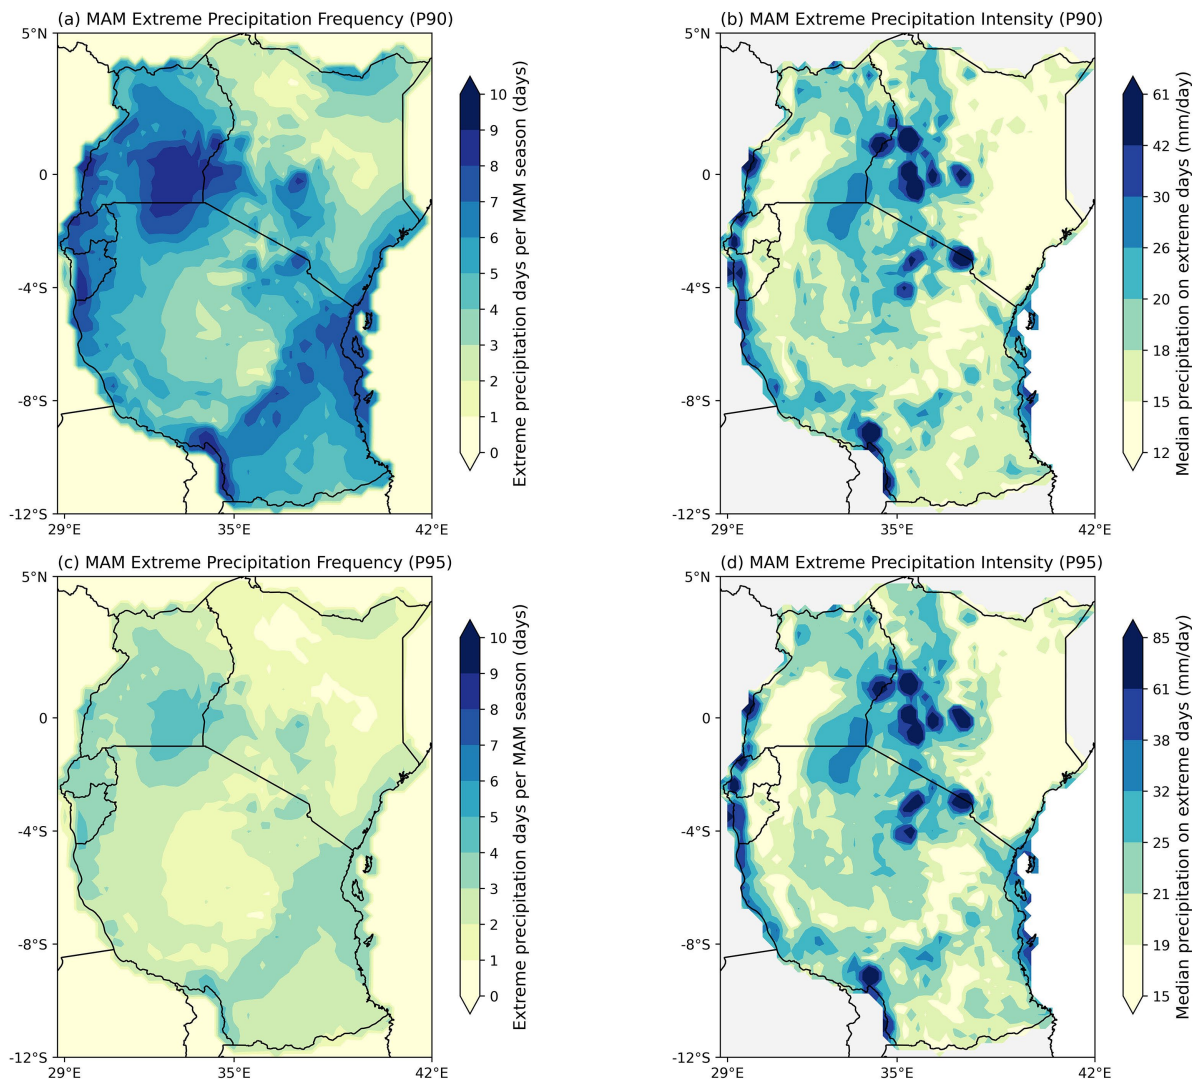 (a) MAM Extreme Precipitation Frequency (P90)
5°N
0
-4°S
-8°S
-12°S
29°E
35°E
42°E
10
9
8
7
6
5
4
3
2
1
0
Extreme precipitation days per MAM season (days)
(b) MAM Extreme Precipitation Intensity (P90)
5°N
0
-4°S
-8°S
-12°S
29°E
35°E
42°E
61
42
30
26
20
18
15
12
Median precipitation on extreme days (mm/day)
(c) MAM Extreme Precipitation Frequency (P95)
5°N
0
-4°S
-8°S
-12°S
29°E
35°E
42°E
10
9
8
7
6
5
4
3
2
1
0
Extreme precipitation days per MAM season (days)
(d) MAM Extreme Precipitation Intensity (P95)
5°N
0
-4°S
-8°S
-12°S
29°E
35°E
42°E
85
61
38
32
25
21
19
15
Median precipitation on extreme days (mm/day)